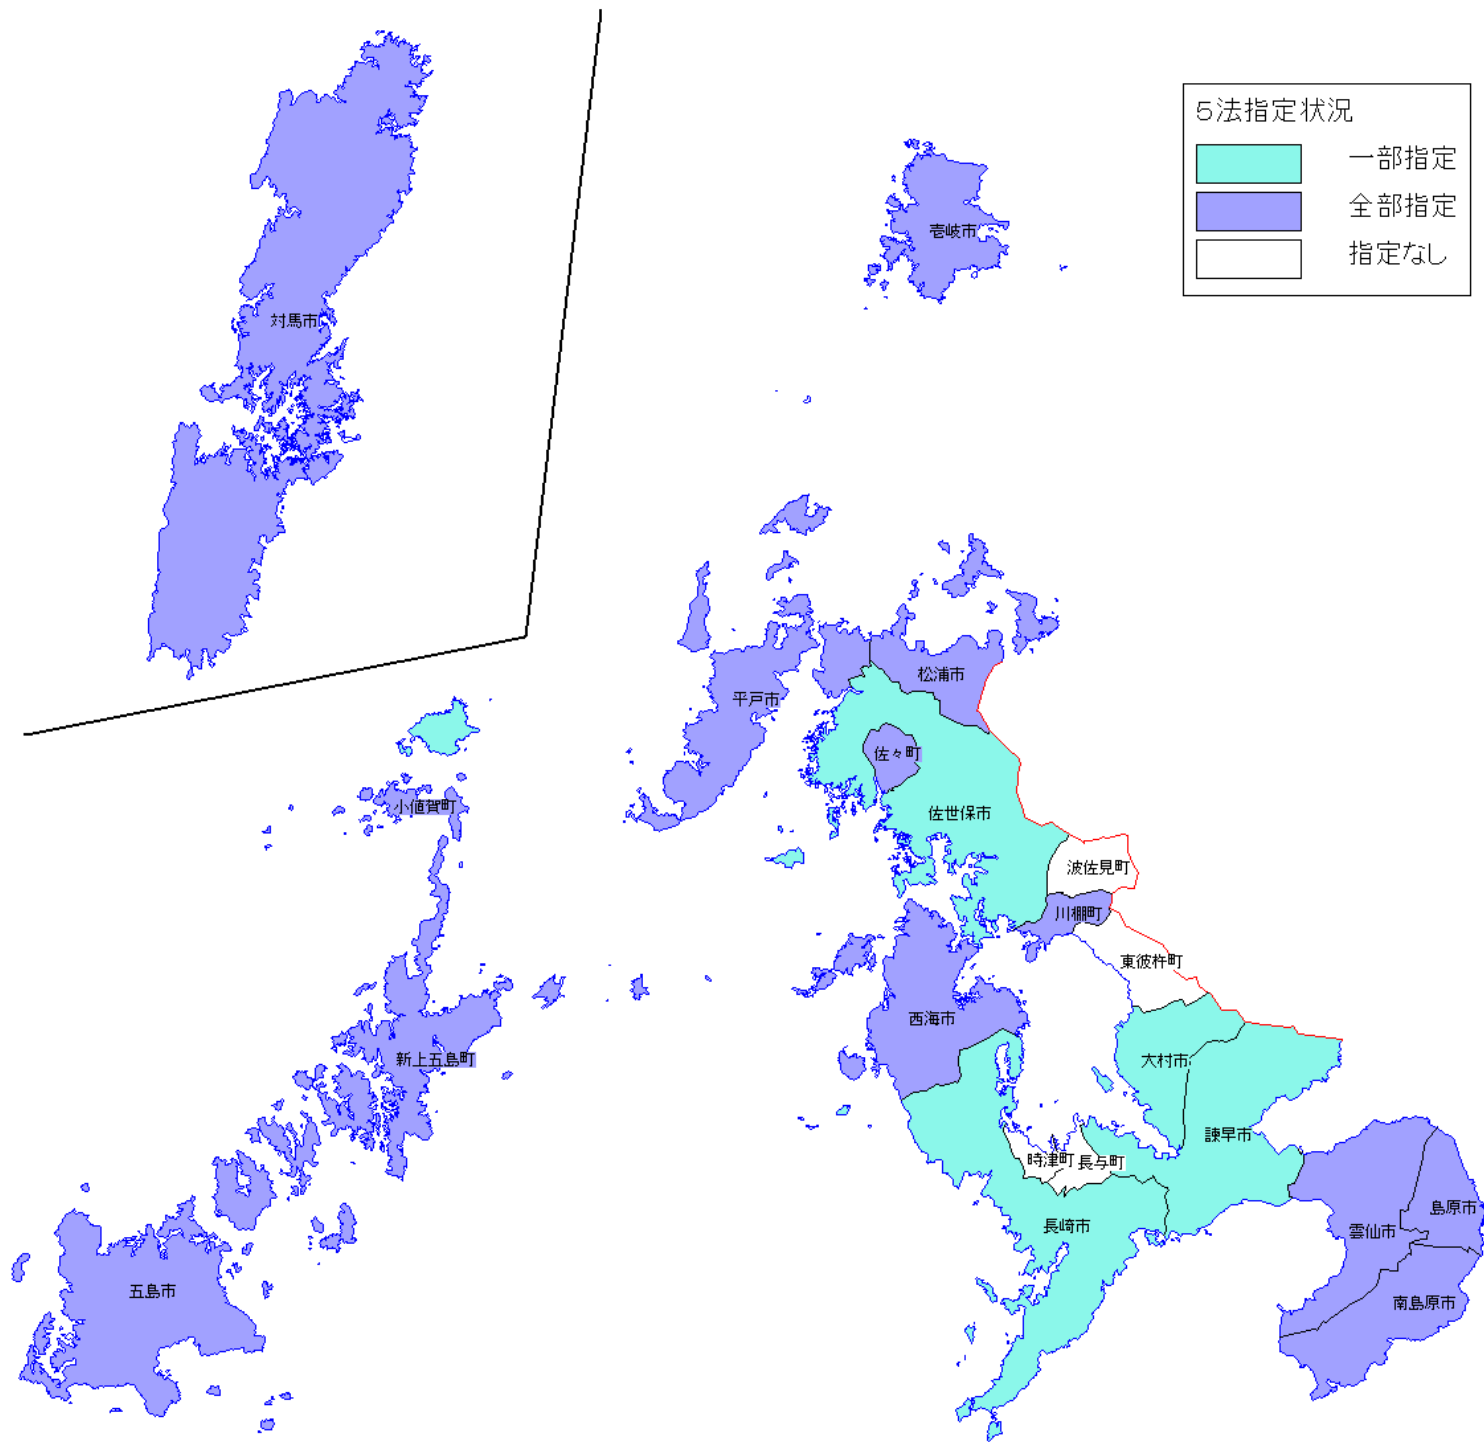 5法指定状況
一部指定
全部指定
指定なし
壱岐市
対馬市
松浦市
平戸市
佐々町
小値賀町
佐世保市
波佐見町
川棚町
東彼杵町
西海市
新上五島町
大村市
諫早市
時津町
長与町
島原市
長崎市
雲仙市
五島市
南島原市